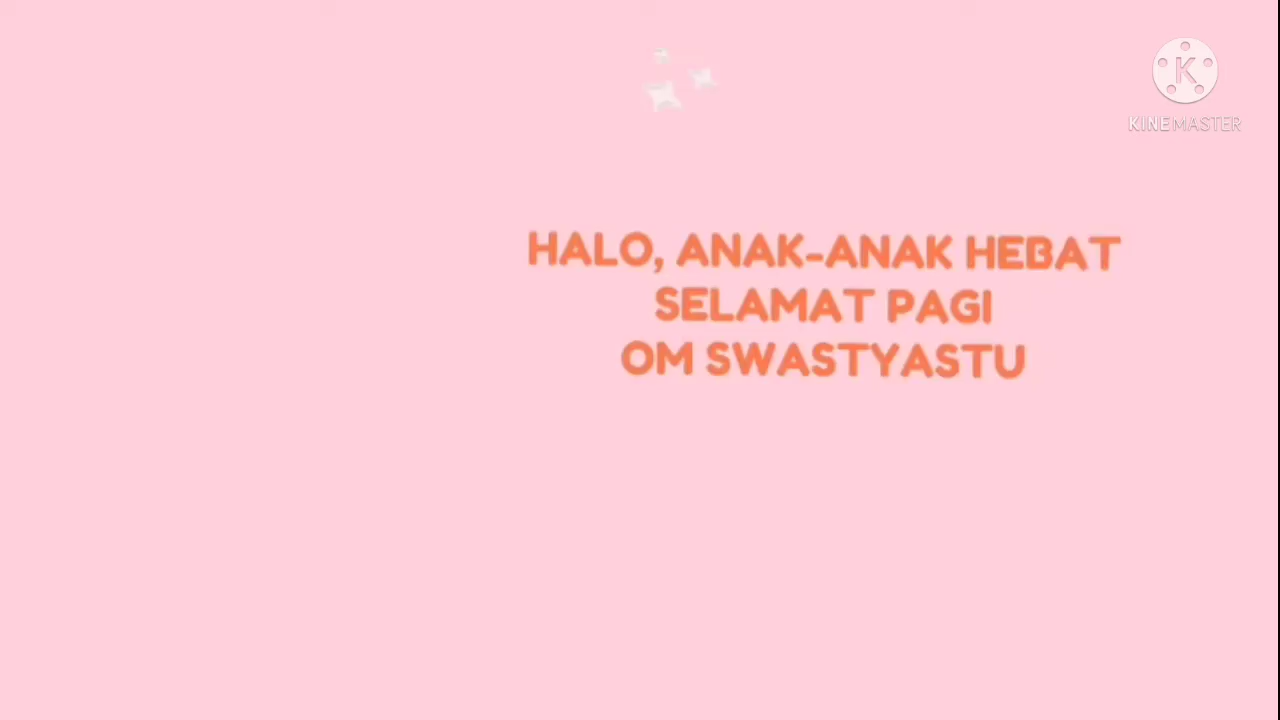 KINEMASTER
HALO, ANAK-ANAK HEBAT
SELAMAT PAGI
OM SWASTYASTU